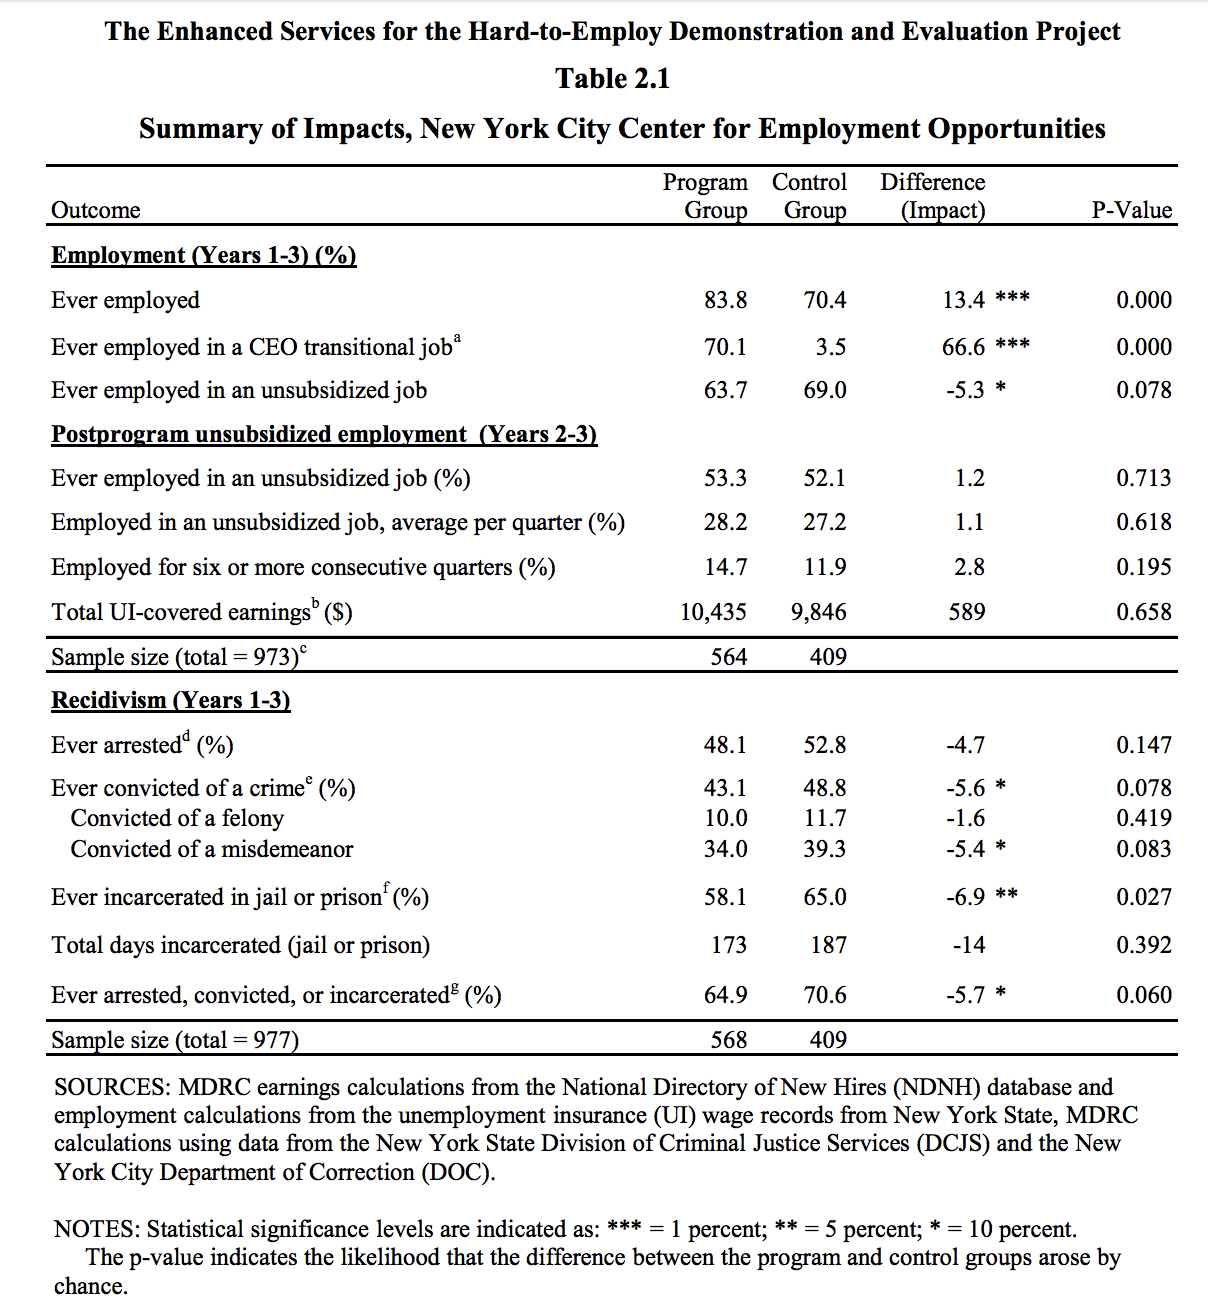 The Enhanced Services for the Hard-to-Employ Demonstration and Evaluation Project
Table 2.1
Summary of Impacts, New York City Center for Employment Opportunities
Program Control Difference
Outcome Group Group (Impact) P-Value
Employment (Years 1-3) (%)
Ever employed 83.8 70.4 13.4 *** 0.000
Ever employed in a CEO transitional job^a 70.1 3.5 66.6 *** 0.000
Ever employed in an unsubsidized job 63.7 69.0 -5.3 * 0.078
Postprogram unsubsidized employment (Years 2-3)
Ever employed in an unsubsidized job (%) 53.3 52.1 1.2 0.713
Employed in an unsubsidized job, average per quarter (%) 28.2 27.2 1.1 0.618
Employed for six or more consecutive quarters (%) 14.7 11.9 2.8 0.195
Total UI-covered earnings^b ($) 10,435 9,846 589 0.658
Sample size (total = 973)^c 564 409
Recidivism (Years 1-3)
Ever arrested^d (%) 48.1 52.8 -4.7 0.147
Ever convicted of a crime^e (%) 43.1 48.8 -5.6 * 0.078
Convicted of a felony 10.0 11.7 -1.6 0.419
Convicted of a misdemeanor 34.0 39.3 -5.4 * 0.083
Ever incarcerated in jail or prison^f (%) 58.1 65.0 -6.9 ** 0.027
Total days incarcerated (jail or prison) 173 187 -14 0.392
Ever arrested, convicted, or incarcerated^g (%) 64.9 70.6 -5.7 * 0.060
Sample size (total = 977) 568 409
SOURCES: MDRC earnings calculations from the National Directory of New Hires (NDNH) database and
employment calculations from the unemployment insurance (UI) wage records from New York State, MDRC
calculations using data from the New York State Division of Criminal Justice Services (DCJS) and the New
York City Department of Correction (DOC).
NOTES: Statistical significance levels are indicated as: *** = 1 percent; ** = 5 percent; * = 10 percent.
The p-value indicates the likelihood that the difference between the program and control groups arose by
chance.